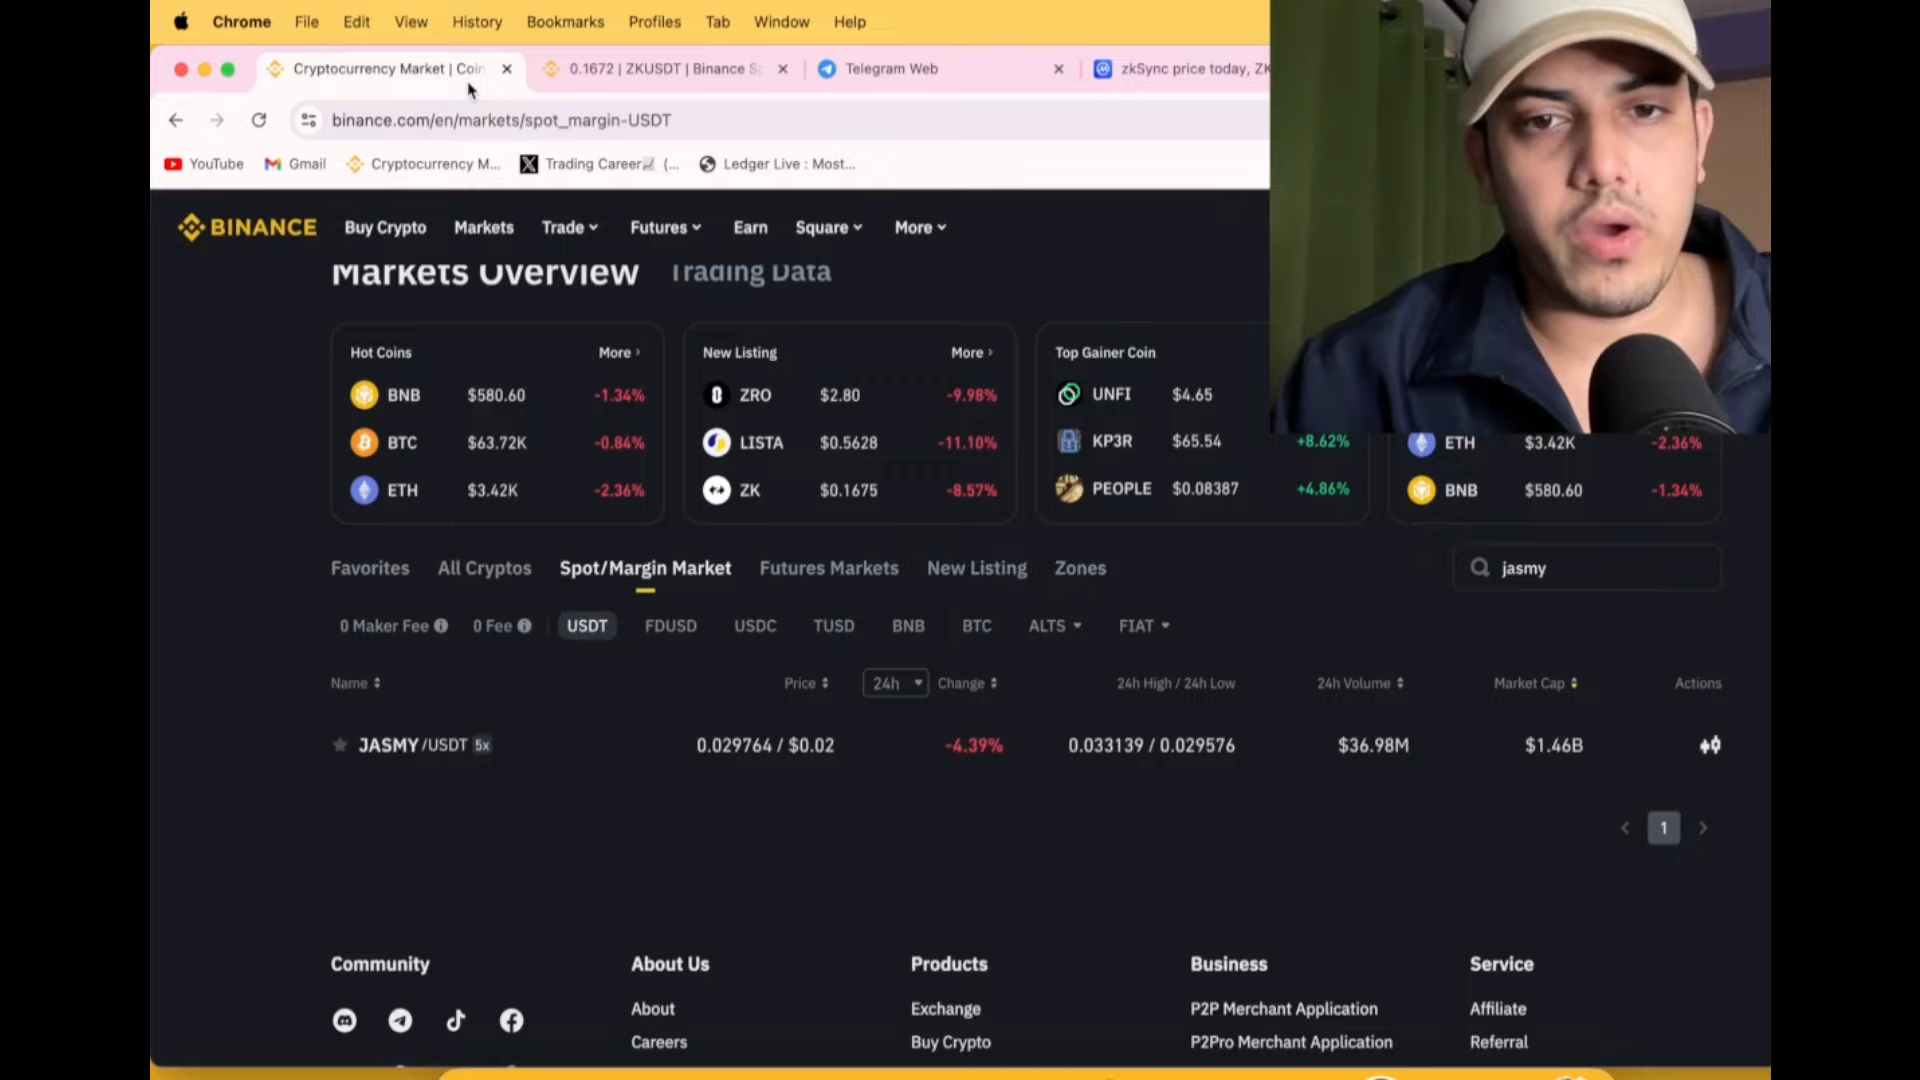 Chrome File Edit View History Bookmarks Profiles Tab Window Help
Cryptocurrency Market | Coin 0.1672 | ZKUSDT | Binance Sp Telegram Web zkSync price today, ZK
binance.com/en/markets/spot_margin-USDT
YouTube Gmail Cryptocurrency M... Trading Career (... Ledger Live : Most...
BINANCE Buy Crypto Markets Trade Futures Earn Square More
Markets Overview Trading Data
Hot Coins More
BNB $580.60 -1.34%
BTC $63.72K -0.84%
ETH $3.42K -2.36%
New Listing More
ZRO $2.80 -9.98%
LISTA $0.5628 -11.10%
ZK $0.1675 -8.57%
Top Gainer Coin
UNFI $4.65
KP3R $65.54 +8.62%
PEOPLE $0.08387 +4.86%
ETH $3.42K -2.36%
BNB $580.60 -1.34%
Favorites All Cryptos Spot/Margin Market Futures Markets New Listing Zones jasmy
0 Maker Fee 0 Fee USDT FDUSD USDC TUSD BNB BTC ALTS FIAT
Name Price 24h Change 24h High / 24h Low 24h Volume Market Cap Actions
JASMY/USDT 5x 0.029764 / $0.02 -4.39% 0.033139 / 0.029576 $36.98M $1.46B
1
Community About Us Products Business Service
About Exchange P2P Merchant Application Affiliate
Careers Buy Crypto P2Pro Merchant Application Referral